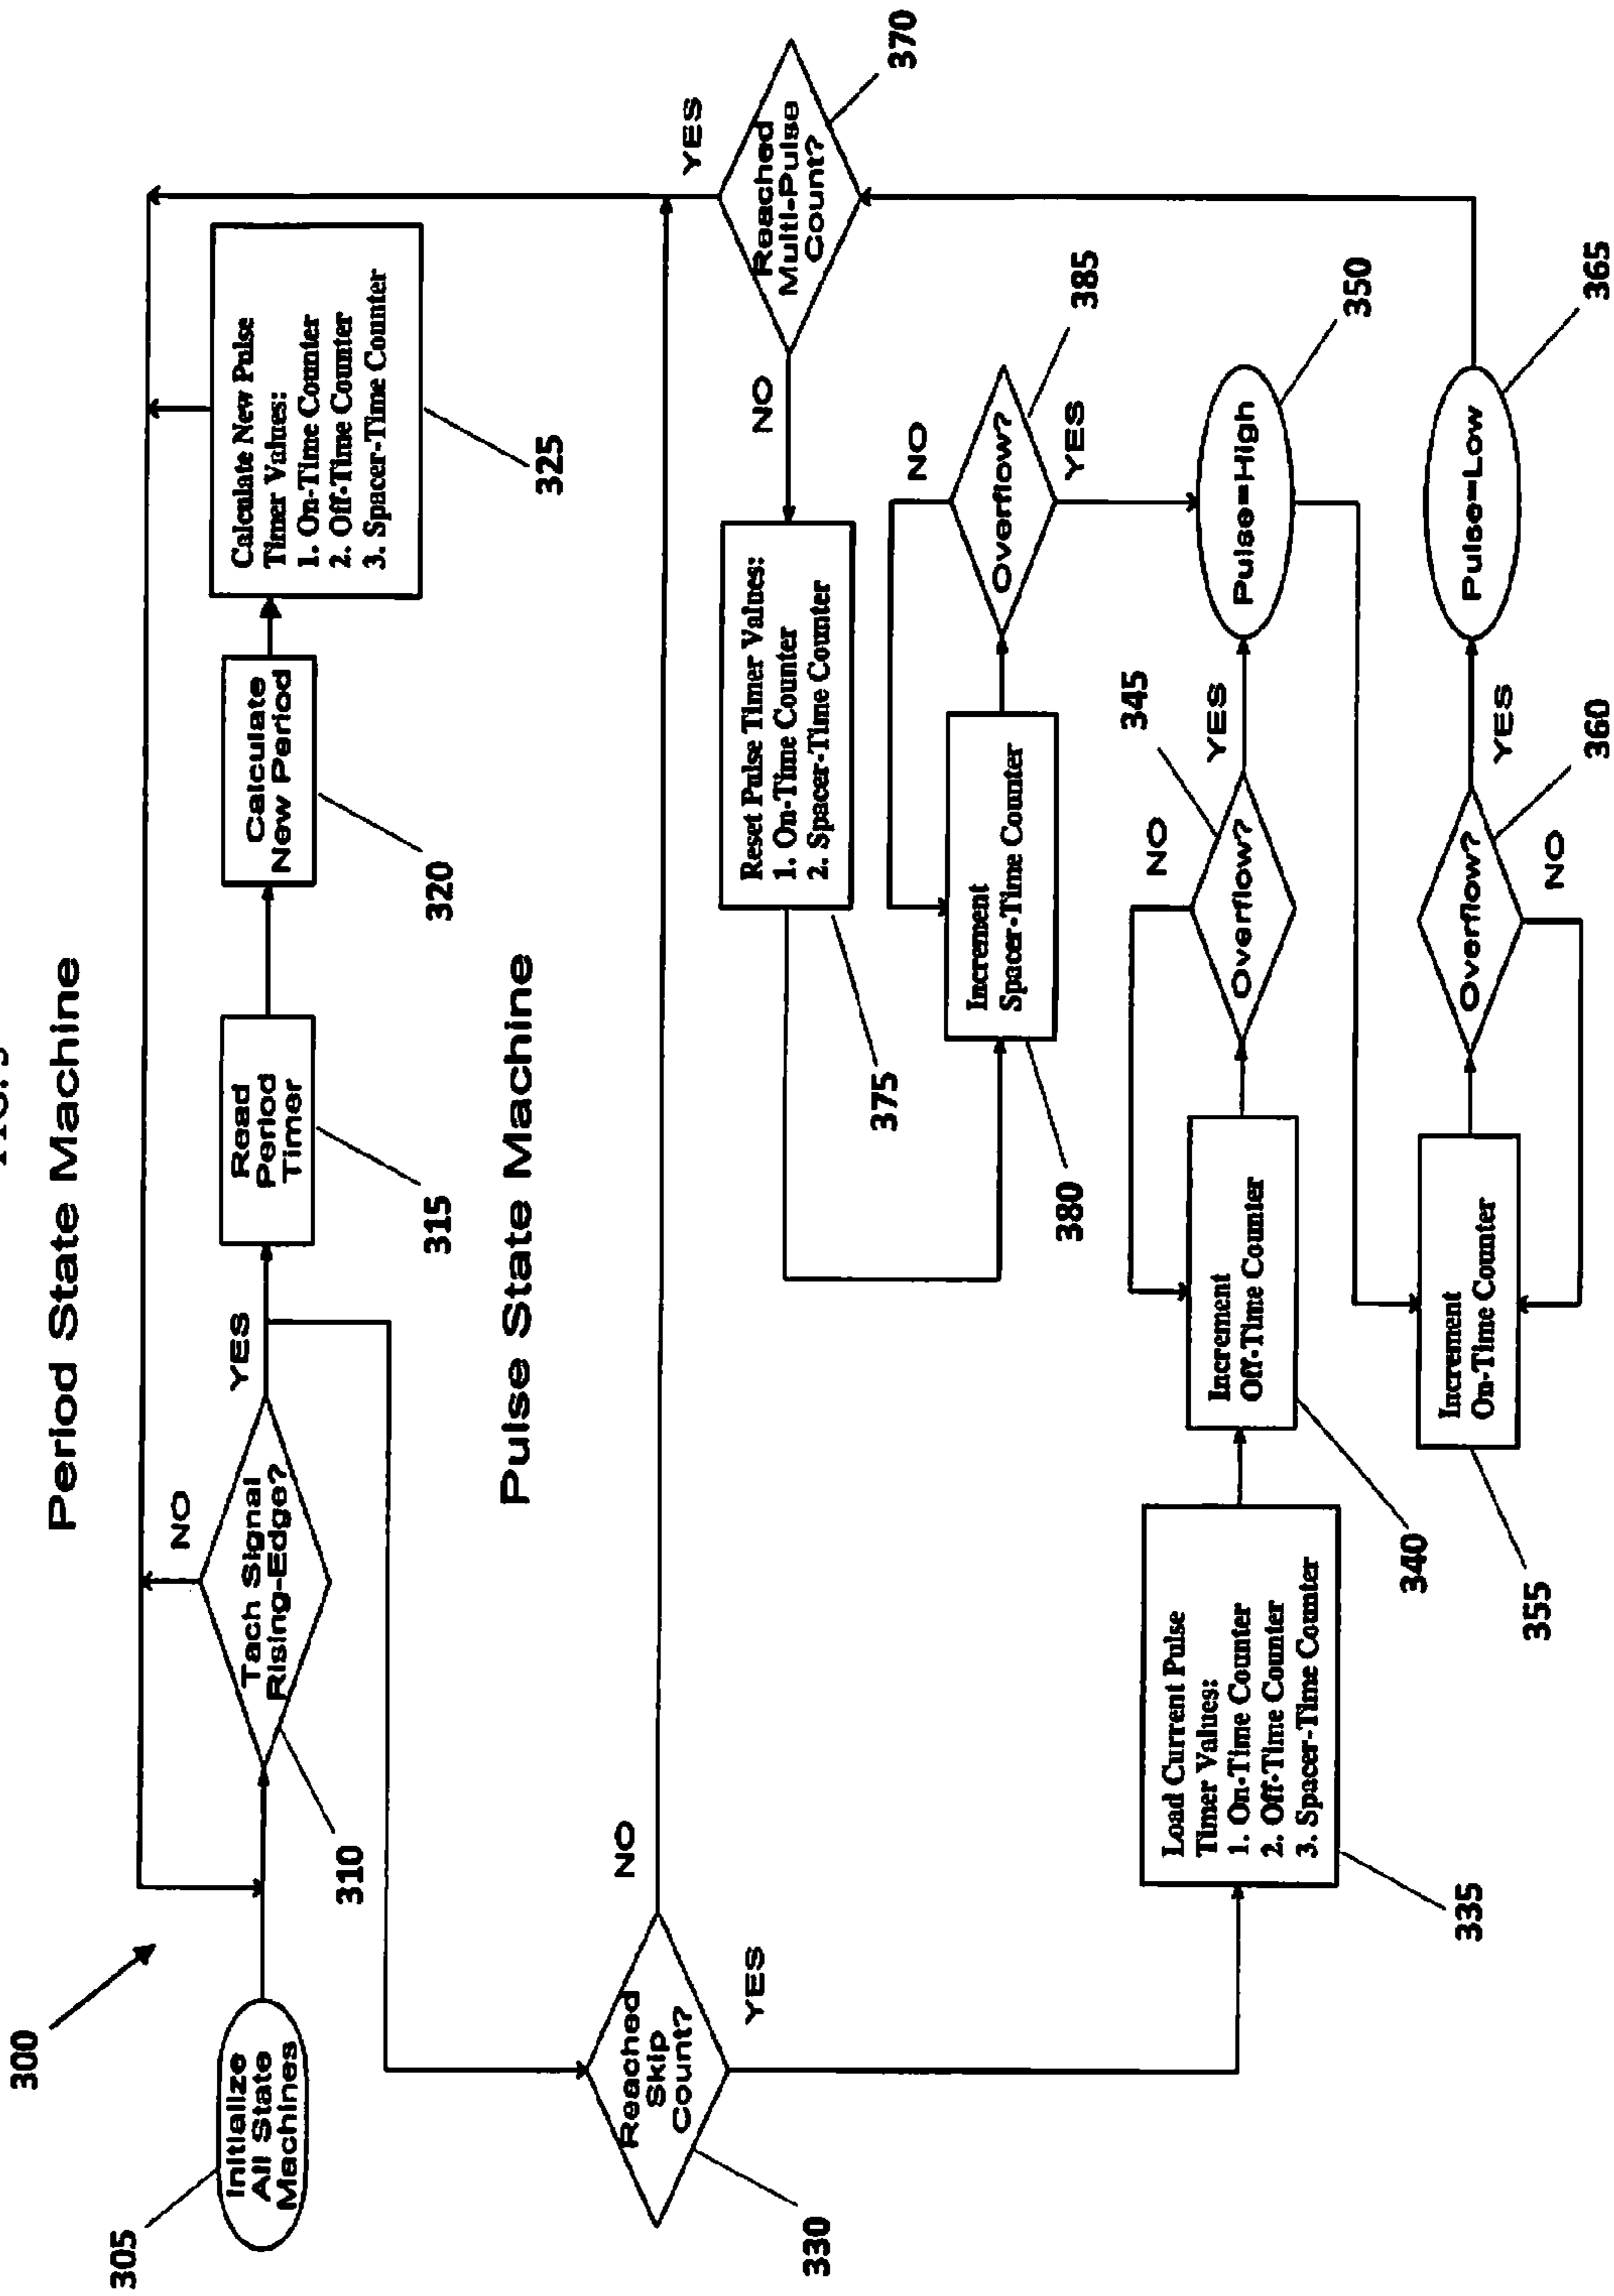 Period State Machine
300
305
Initialize
All State
Machines
310
Tach Signal
Rising-Edge?
NO
YES
315
Read
Period
Timer
320
Calculate
New Period
325
Calculate New Pulse
Timer Values:
1. On-Time Counter
2. Off-Time Counter
3. Spacer-Time Counter
Pulse State Machine
330
Reached
Skip
Count?
NO
YES
335
Load Current Pulse
Timer Values:
1. On-Time Counter
2. Off-Time Counter
3. Spacer-Time Counter
340
Increment
Off-Time Counter
345
Overflow?
NO
YES
350
Pulse=High
355
Increment
On-Time Counter
360
Overflow?
NO
YES
365
Pulse=Low
370
Reached
Multi-Pulse
Count?
YES
NO
375
Reset Pulse Timer Values:
1. On-Time Counter
2. Spacer-Time Counter
380
Increment
Spacer-Time Counter
385
Overflow?
NO
YES